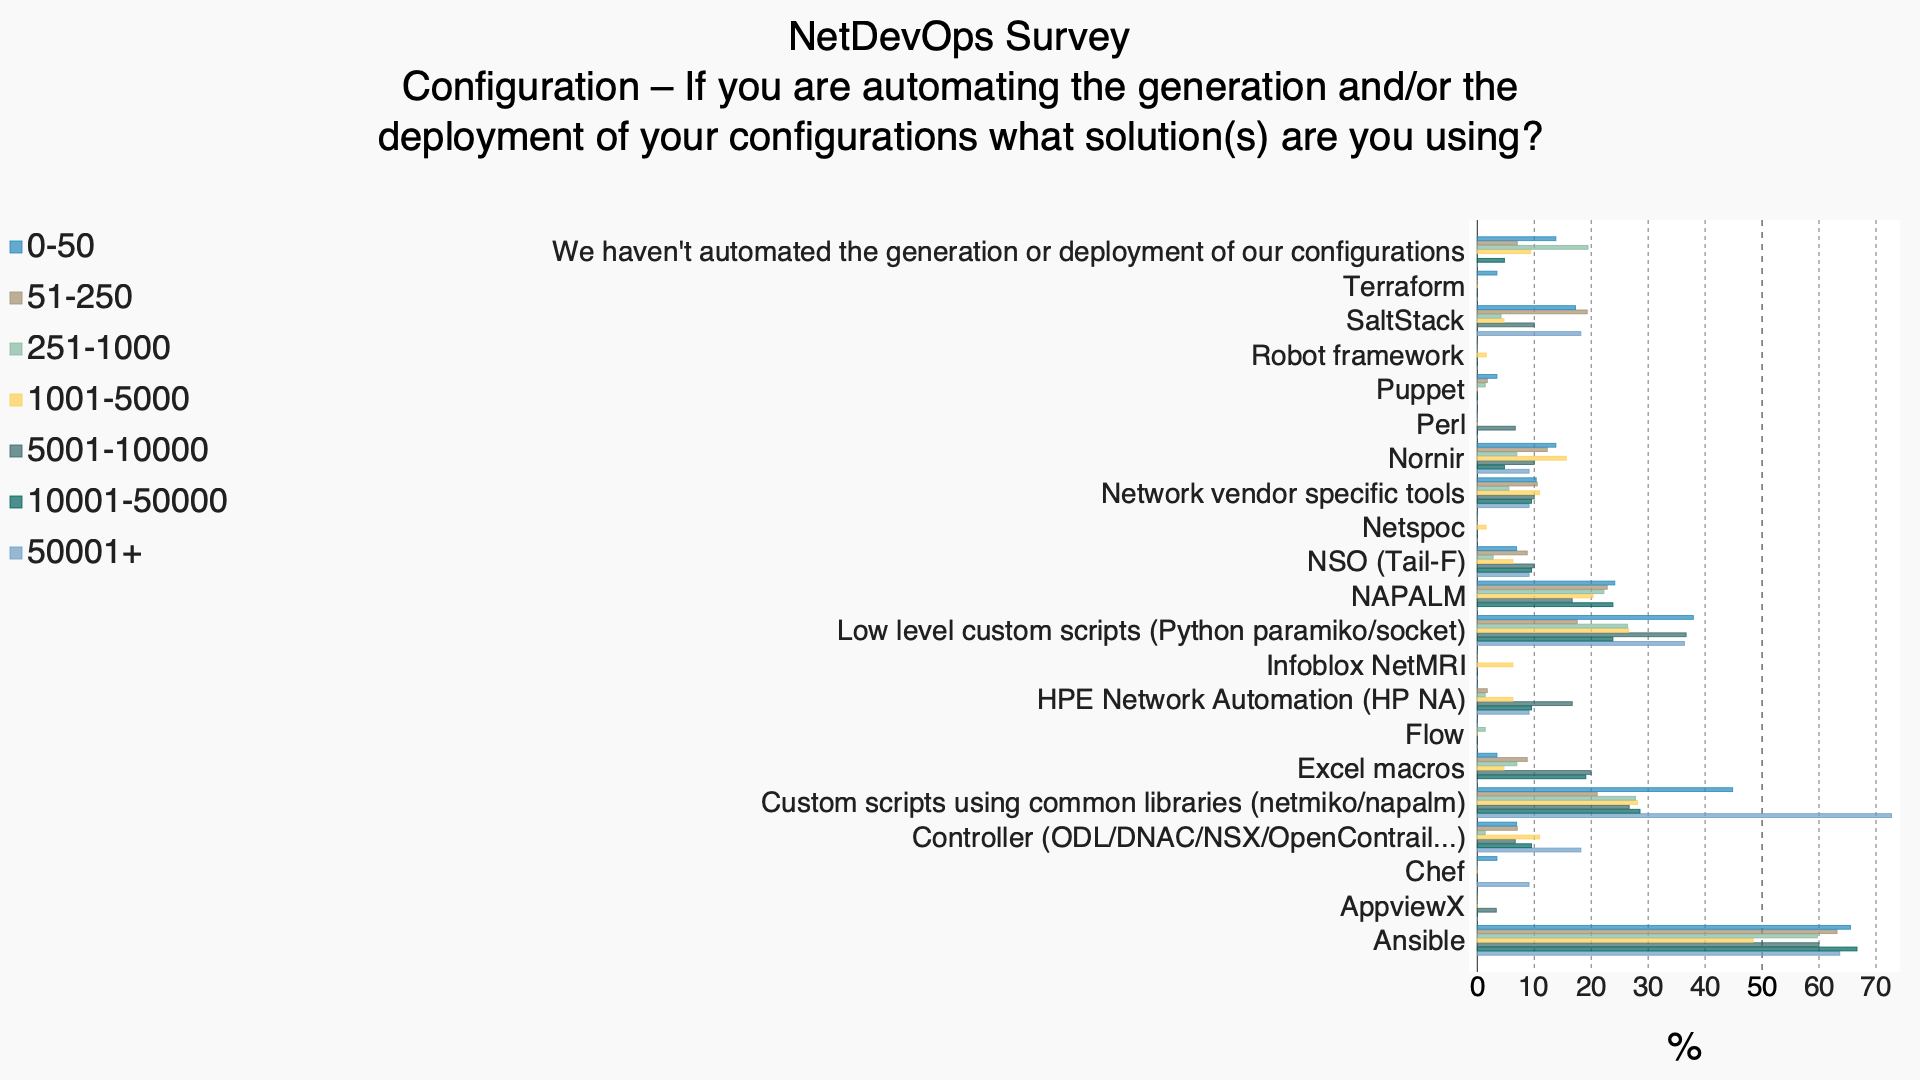 NetDevOps Survey
Configuration – If you are automating the generation and/or the
deployment of your configurations what solution(s) are you using?
0-50
51-250
251-1000
1001-5000
5001-10000
10001-50000
50001+
We haven't automated the generation or deployment of our configurations
Terraform
SaltStack
Robot framework
Puppet
Perl
Nornir
Network vendor specific tools
Netspoc
NSO (Tail-F)
NAPALM
Low level custom scripts (Python paramiko/socket)
Infoblox NetMRI
HPE Network Automation (HP NA)
Flow
Excel macros
Custom scripts using common libraries (netmiko/napalm)
Controller (ODL/DNAC/NSX/OpenContrail...)
Chef
AppviewX
Ansible
0 10 20 30 40 50 60 70
%